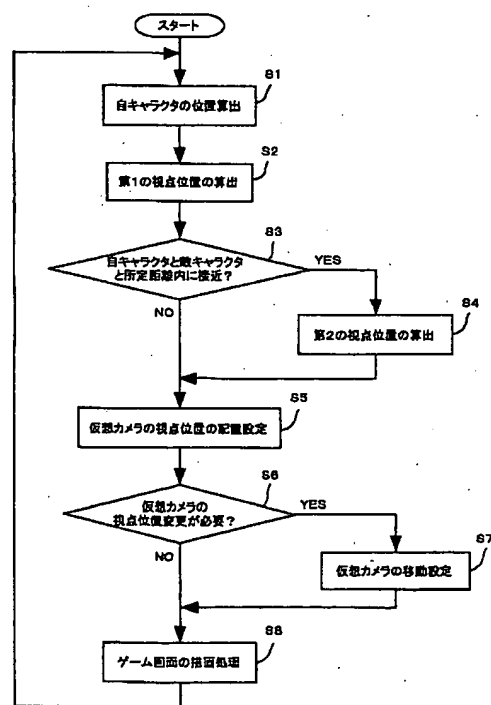 スタート
S1
自キャラクタの位置算出
S2
第1の視点位置の算出
S3
自キャラクタと敵キャラクタ
と所定距離内に接近？
YES
NO
S4
第2の視点位置の算出
S5
仮想カメラの視点位置の配置設定
S6
仮想カメラの
視点位置変更が必要？
YES
NO
S7
仮想カメラの移動設定
S8
ゲーム画面の描画処理